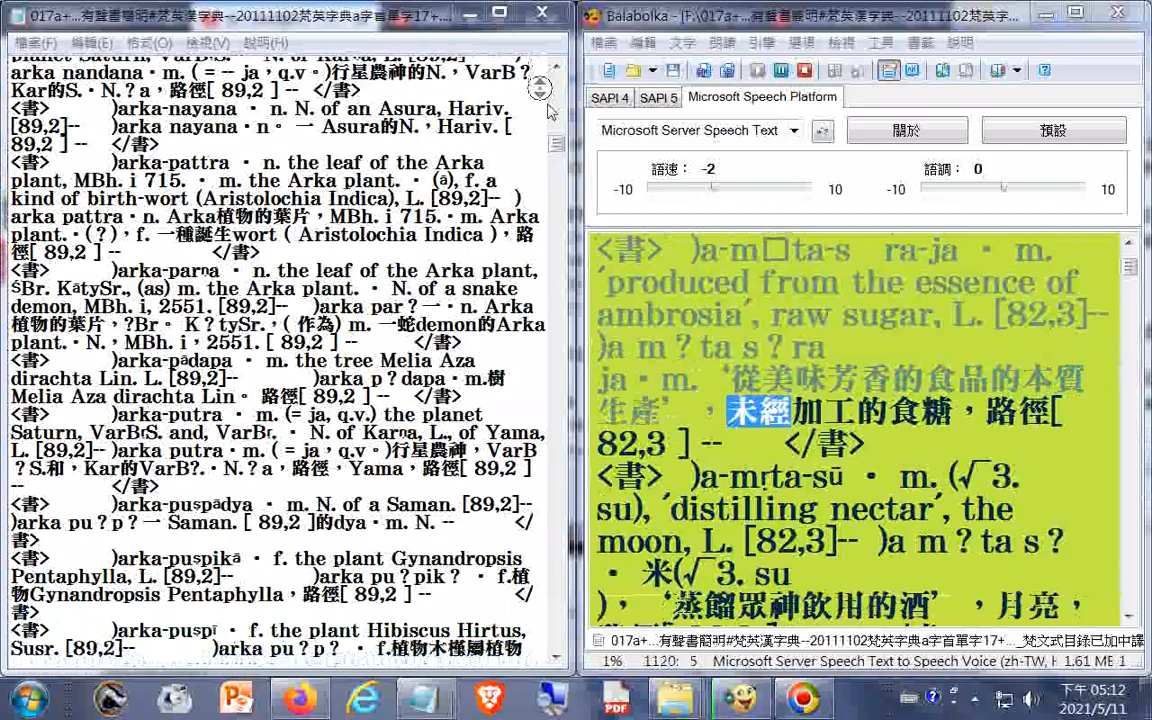 017a+...有聲書簡明#梵英漢字典--20111102梵英字典a字首單字17+...
檔案(F) 編輯(E) 格式(O) 檢視(V) 說明(H)
arka nandana‧m. ( = -- ja, q.v。)行星農神的N.，VarB？
Kar的S.‧N.？a，路徑[ 89,2 ] -- </書>
<書> )arka-nayana ‧ n. N. of an Asura, Hariv.
[89,2]-- )arka nayana‧n。 一 Asura的N.，Hariv. [
89,2 ] -- </書>
<書> )arka-pattra ‧ n. the leaf of the Arka
plant, MBh. i 715. ‧ m. the Arka plant. ‧ (ā), f. a
kind of birth-wort (Aristolochia Indica), L. [89,2]-- )
arka pattra‧n. Arka植物的葉片，MBh. i 715.‧m. Arka
plant.‧(？)，f. 一種誕生wort ( Aristolochia Indica )，路
徑[ 89,2 ] -- </書>
<書> )arka-parṇa ‧ n. the leaf of the Arka plant,
ŚBr. KātySr., (as) m. the Arka plant. ‧ N. of a snake
demon, MBh. i, 2551. [89,2]-- )arka par？一‧n. Arka
植物的葉片，?Br。 K？tySr.，( 作為) m. 一蛇demon的Arka
plant.‧N.，MBh. i，2551. [ 89,2 ] -- </書>
<書> )arka-pādapa ‧ m. the tree Melia Aza
dirachta Lin. L. [89,2]-- )arka p？dapa‧m.樹
Melia Aza dirachta Lin。 路徑[ 89,2 ] -- </書>
<書> )arka-putra ‧ m. (= ja, q.v.) the planet
Saturn, VarBṛS. and, VarBṛ. ‧ N. of Karṇa, L., of Yama,
L. [89,2]-- )arka putra‧m. ( = ja，q.v。)行星農神，VarB
？S.和，Kar的VarB?.‧N.？a，路徑，Yama，路徑[ 89,2 ]
-- </書>
<書> )arka-puṣpādya ‧ m. N. of a Saman. [89,2]--
)arka pu？p？一 Saman. [ 89,2 ]的dya‧m. N. -- </
書>
<書> )arka-puṣpikā ‧ f. the plant Gynandropsis
Pentaphylla, L. [89,2]-- )arka pu？pik？ ‧ f.植
物Gynandropsis Pentaphylla，路徑[ 89,2 ] -- </
書>
<書> )arka-puṣpī ‧ f. the plant Hibiscus Hirtus,
Susr. [89,2]-- )arka pu？p？ ‧ f.植物木槿屬植物
Balabolka - [F:\017a+...有聲書簡明#梵英漢字典--20111102梵英字...
檔案 編輯 文字 朗讀 引擎 選項 檢視 工具 書籤 說明
SAPI 4 SAPI 5 Microsoft Speech Platform
Microsoft Server Speech Text 關於 預設
語速： -2 語調： 0
-10 10 -10 10
<書> )a-m□ta-s ra-ja ‧ m.
´produced from the essence of
ambrosia´, raw sugar, L. [82,3]--
)a m？ta s？ra
ja‧m.‘從美味芳香的食品的本質
生產’，未經加工的食糖，路徑[
82,3 ] -- </書>
<書> )a-mṛta-sū ‧ m. (√3.
su), ´distilling nectar´, the
moon, L. [82,3]-- )a m？ta s？
‧ 米(√3. su
)，‘蒸餾眾神飲用的酒’，月亮，
017a+...有聲書簡明#梵英漢字典--20111102梵英字典a字首單字17+..._梵文式目錄已加中譯
1% 1120: 5 Microsoft Server Speech Text to Speech Voice (zh-TW, H 1.61 MB 1
PDF
下午 05:12
2021/5/11